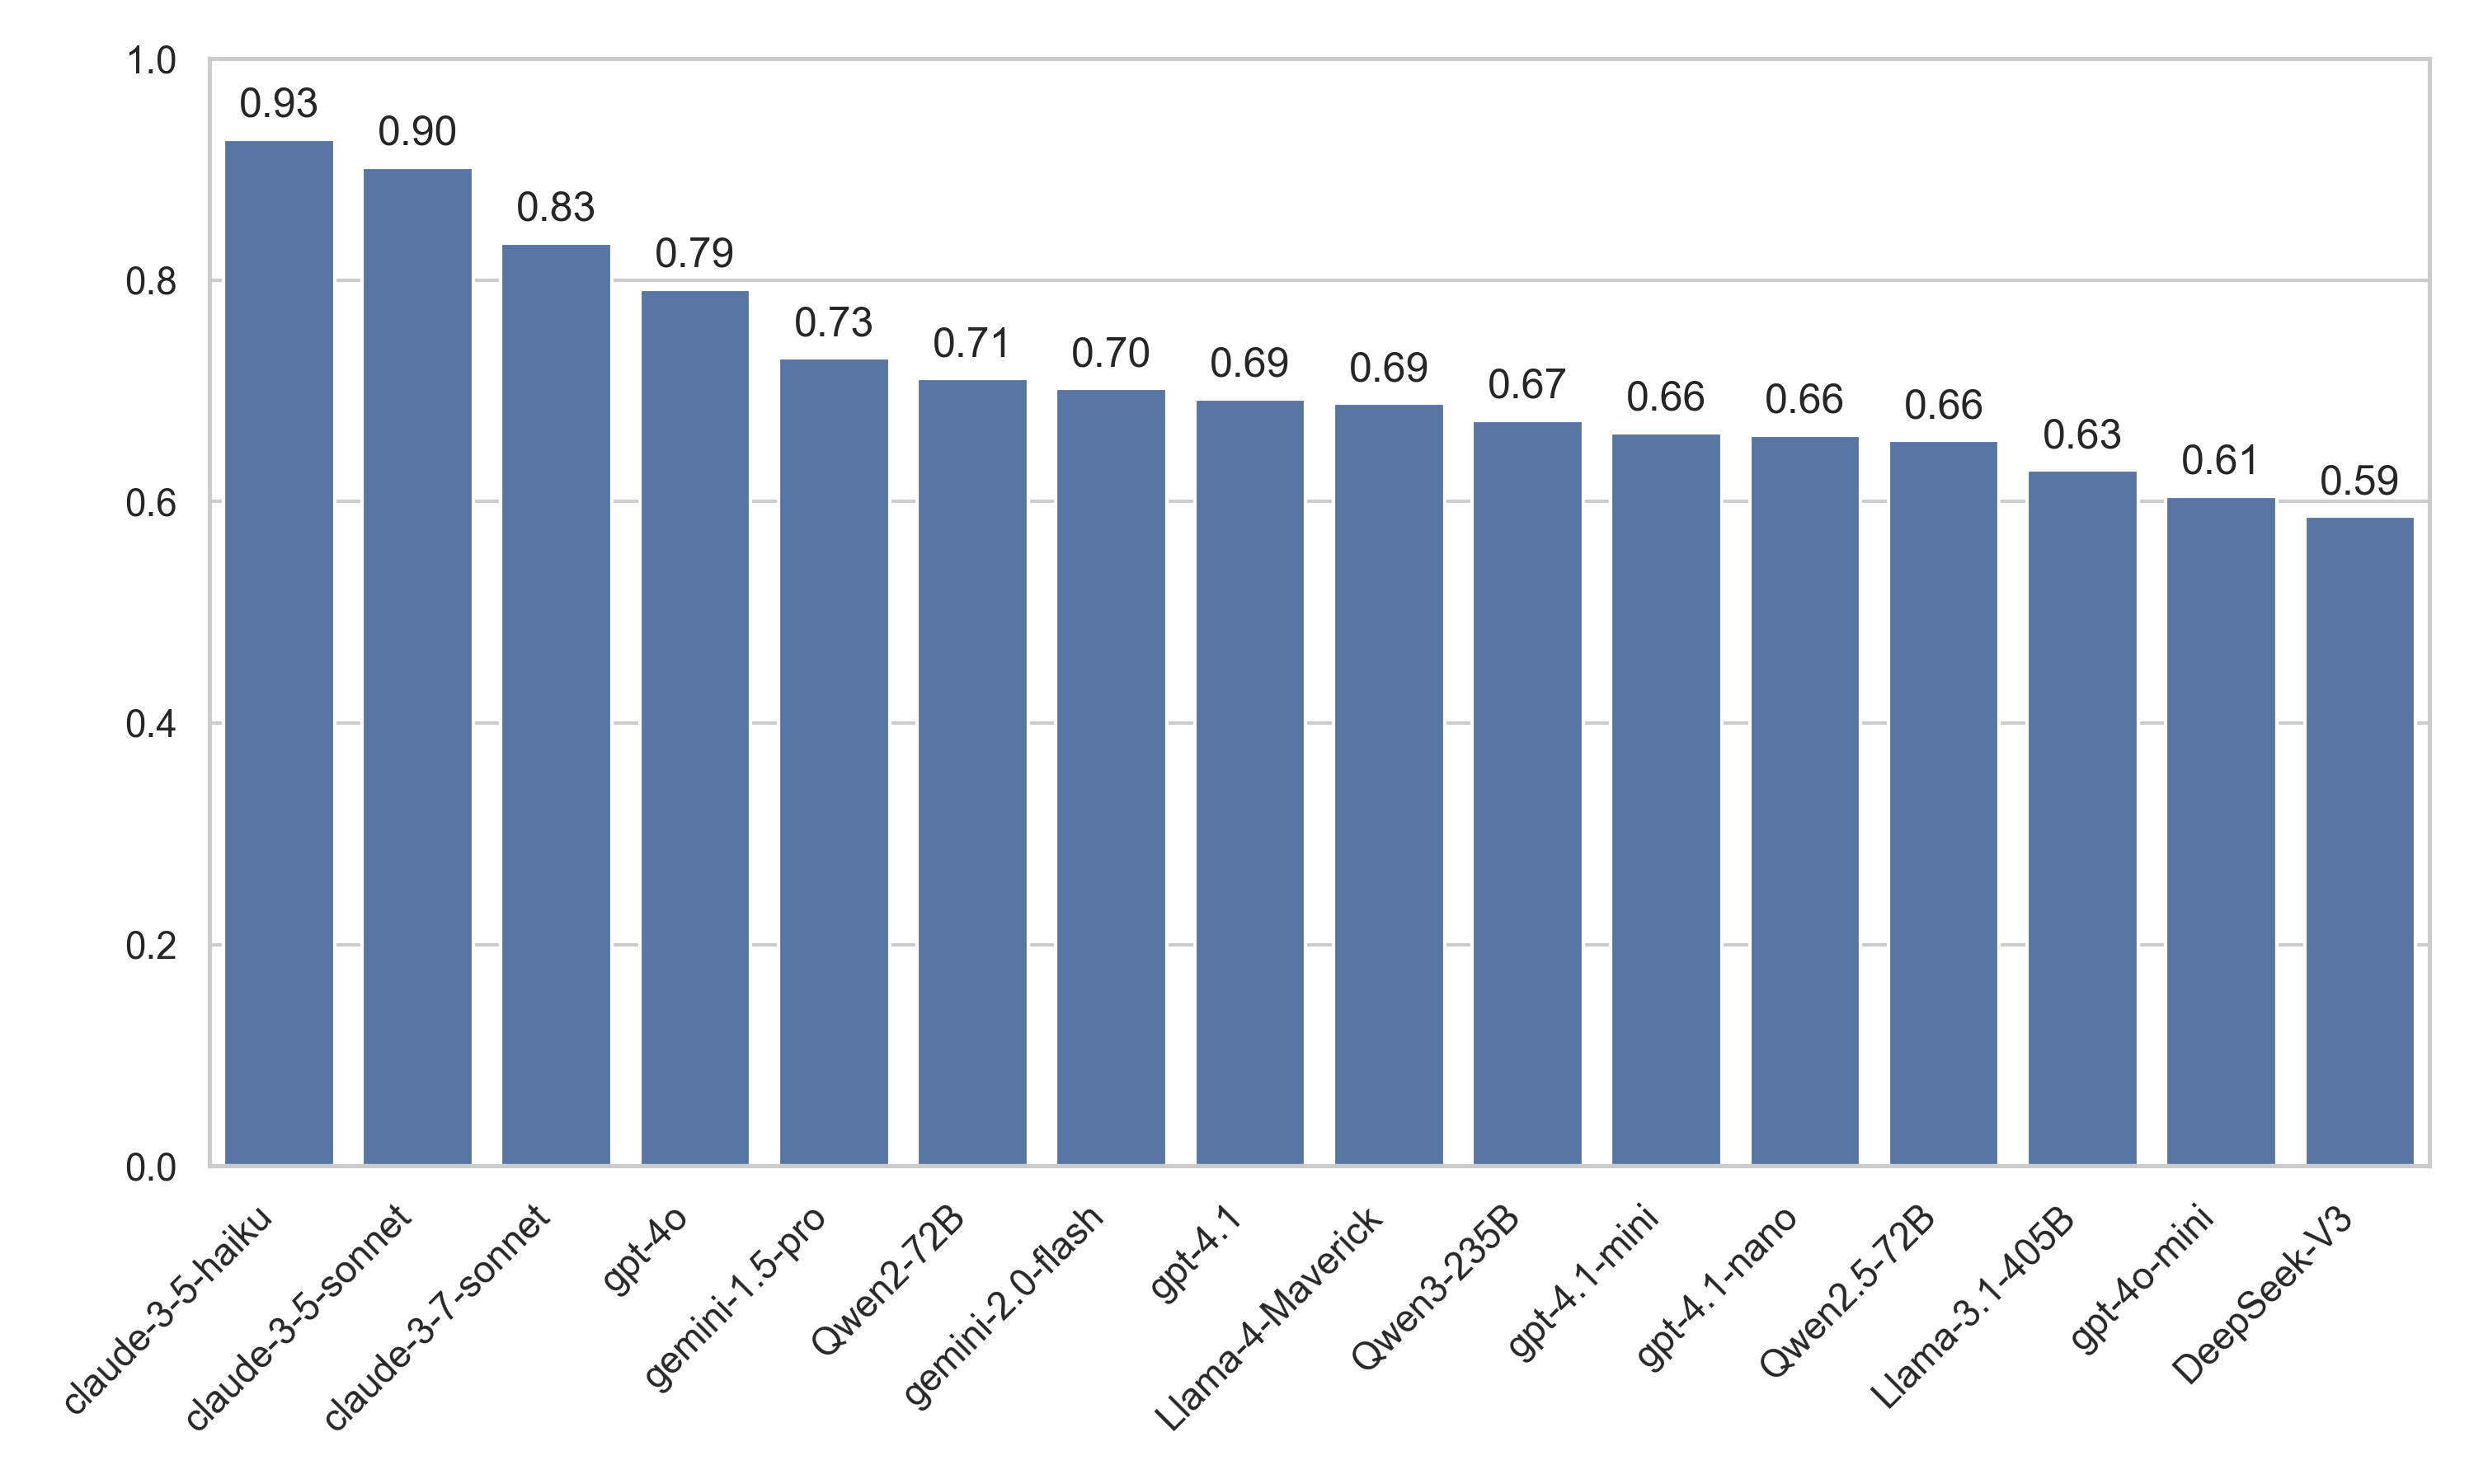 1.0
0.8
0.6
0.4
0.2
0.0
0.93
0.90
0.83
0.79
0.73
0.71
0.70
0.69
0.69
0.67
0.66
0.66
0.66
0.63
0.61
0.59
claude-3-5-haiku
claude-3-5-sonnet
claude-3-7-sonnet
gpt-4o
gemini-1.5-pro
Qwen2-72B
gemini-2.0-flash
gpt-4.1
Llama-4-Maverick
Qwen3-235B
gpt-4.1-mini
gpt-4.1-nano
Qwen2.5-72B
Llama-3.1-405B
gpt-4o-mini
DeepSeek-V3